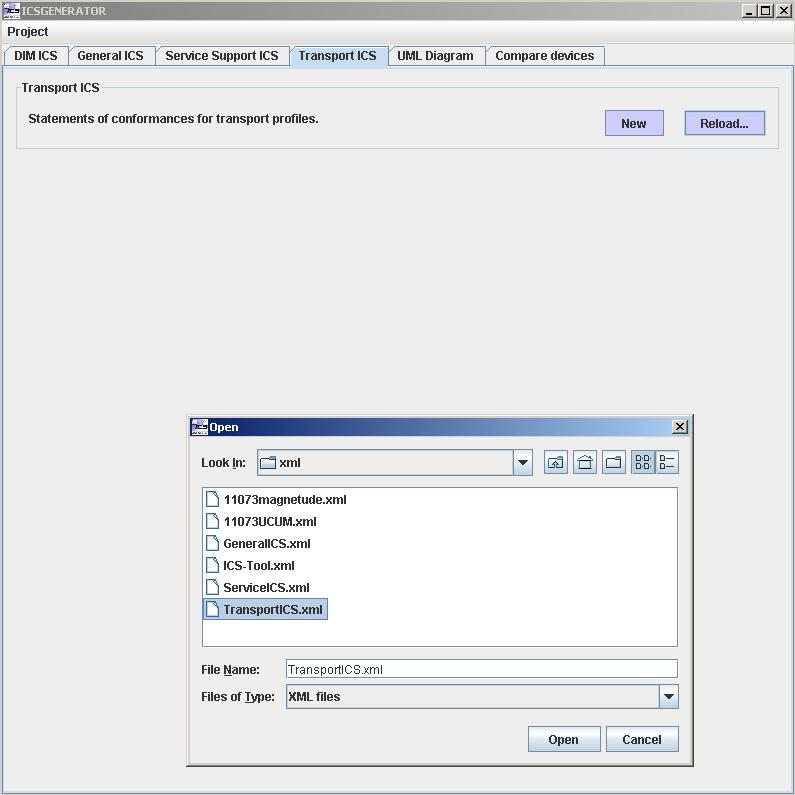 ICSGENERATOR
Project
DIM ICS General ICS Service Support ICS Transport ICS UML Diagram Compare devices
Transport ICS
Statements of conformances for transport profiles. New Reload...
Open
Look In: xml
11073magnetude.xml
11073UCUM.xml
GeneralICS.xml
ICS-Tool.xml
ServiceICS.xml
TransportICS.xml
File Name: TransportICS.xml
Files of Type: XML files
Open Cancel